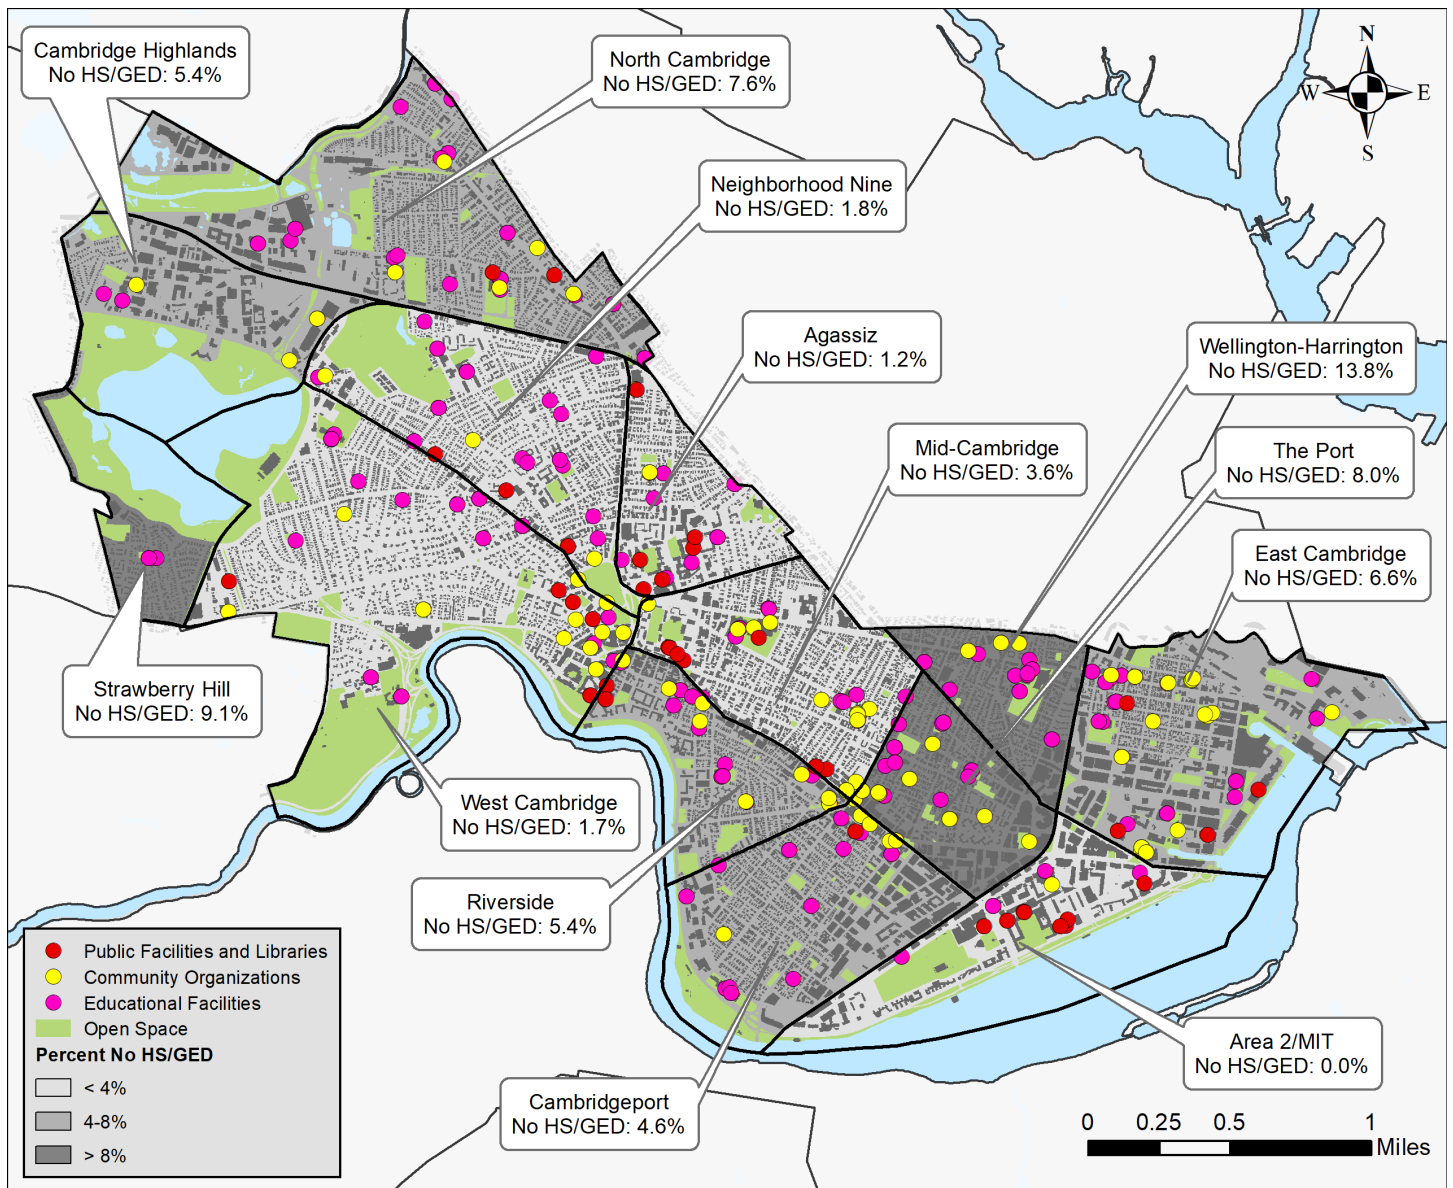 Cambridge Highlands
No HS/GED: 5.4%
North Cambridge
No HS/GED: 7.6%
N
W
E
S
Neighborhood Nine
No HS/GED: 1.8%
Agassiz
No HS/GED: 1.2%
Wellington-Harrington
No HS/GED: 13.8%
Mid-Cambridge
No HS/GED: 3.6%
The Port
No HS/GED: 8.0%
East Cambridge
No HS/GED: 6.6%
Strawberry Hill
No HS/GED: 9.1%
West Cambridge
No HS/GED: 1.7%
Riverside
No HS/GED: 5.4%
Area 2/MIT
No HS/GED: 0.0%
Cambridgeport
No HS/GED: 4.6%
Public Facilities and Libraries
Community Organizations
Educational Facilities
Open Space
Percent No HS/GED
< 4%
4-8%
> 8%
0 0.25 0.5 1
Miles